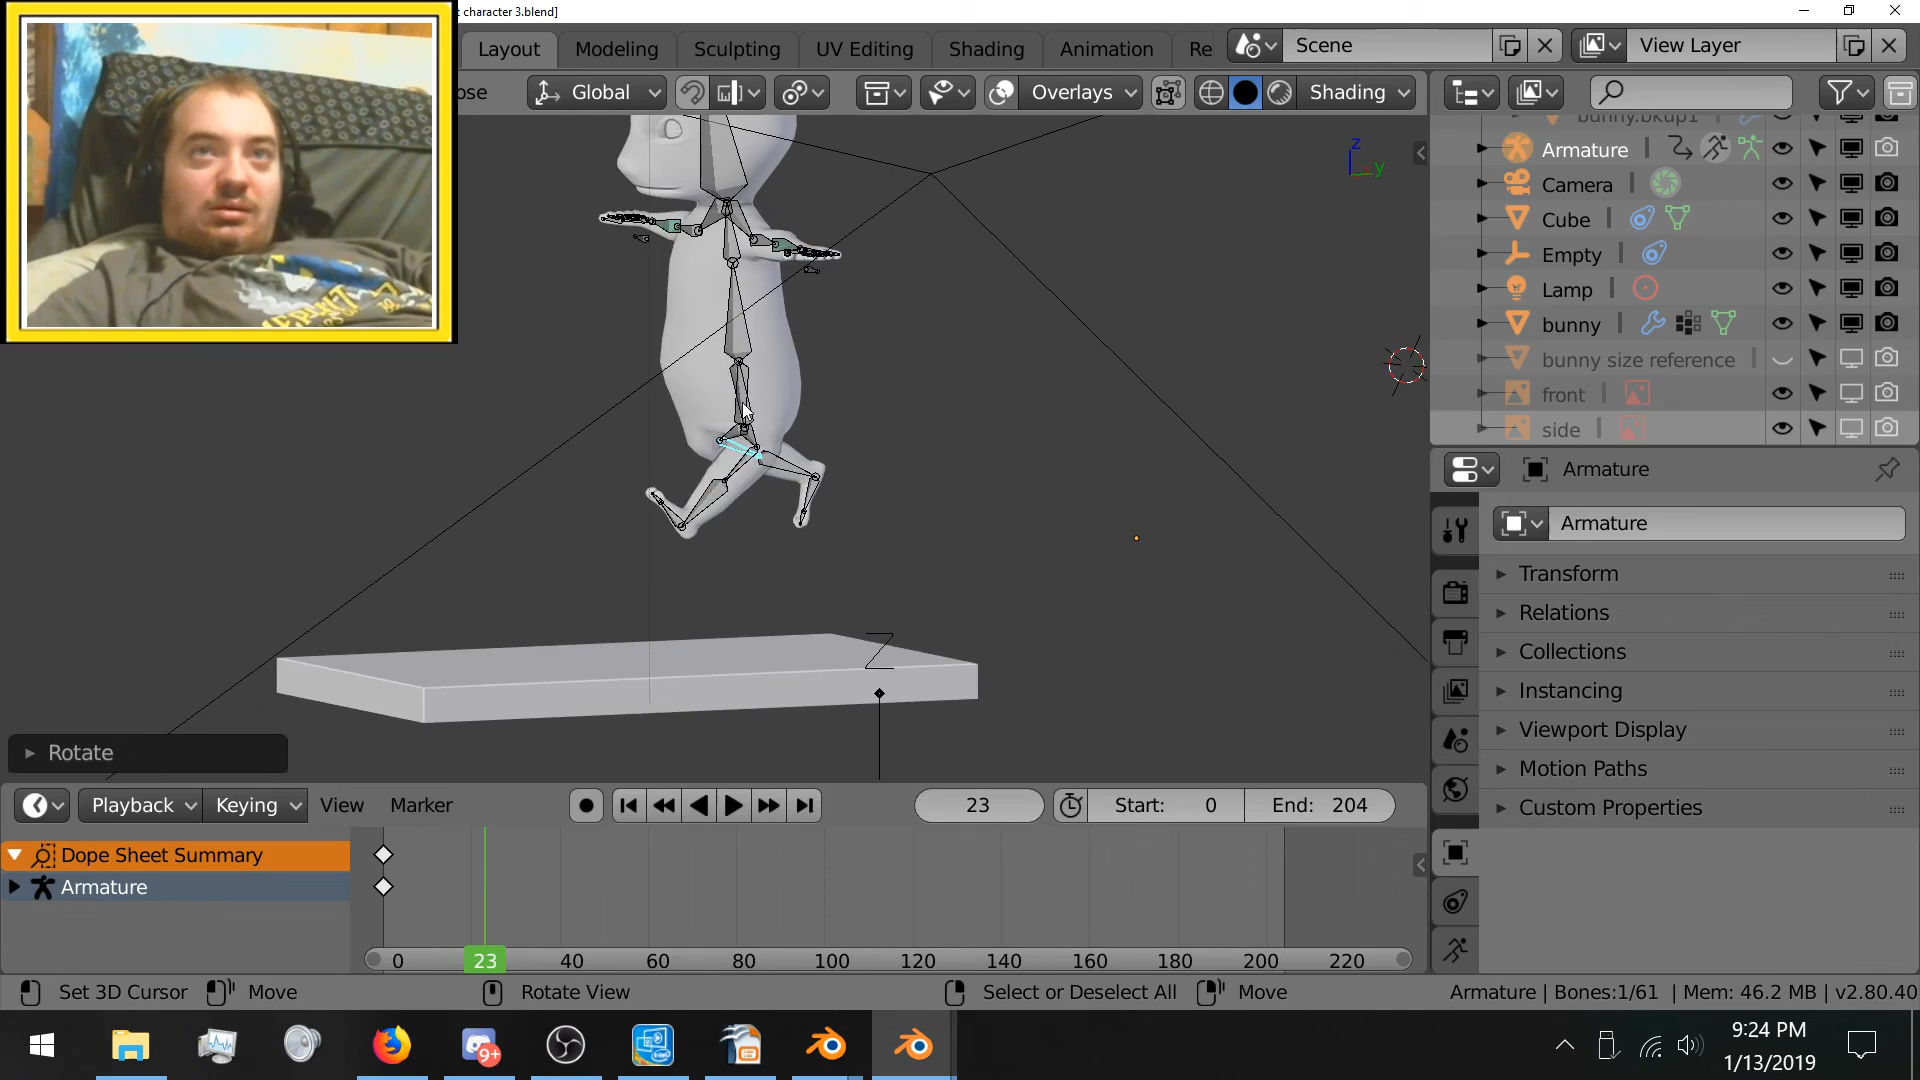 t character 3.blend]
Layout Modeling Sculpting UV Editing Shading Animation Re Scene View Layer
ose Global Overlays Shading
bunny.bkup1
Armature
Camera
Cube
Empty
Lamp
bunny
bunny size reference
front
side
z
y
Z
Armature
Armature
Transform
Relations
Collections
Instancing
Viewport Display
Motion Paths
Custom Properties
Rotate
Playback Keying View Marker 23 Start: 0 End: 204
Dope Sheet Summary
Armature
0 23 40 60 80 100 120 140 160 180 200 220
Set 3D Cursor Move Rotate View Select or Deselect All Move Armature | Bones:1/61 | Mem: 46.2 MB | v2.80.40
9+
9:24 PM
1/13/2019